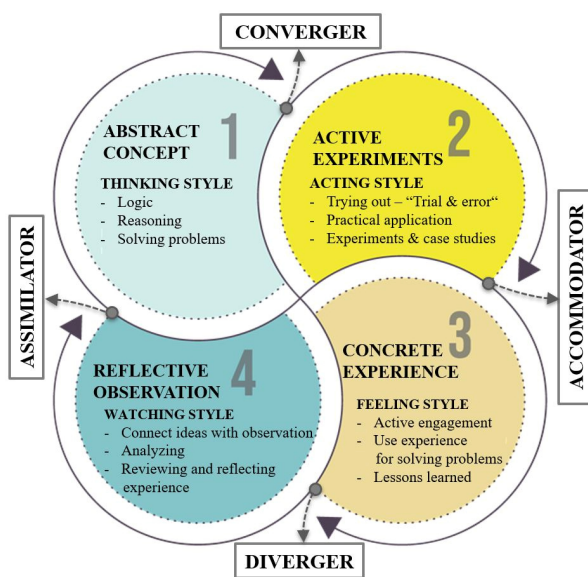 CONVERGER
1
ABSTRACT
CONCEPT
THINKING STYLE
- Logic
- Reasoning
- Solving problems
2
ACTIVE
EXPERIMENTS
ACTING STYLE
- Trying out – “Trial & error“
- Practical application
- Experiments & case studies
ASSIMILATOR
ACCOMMODATOR
4
REFLECTIVE
OBSERVATION
WATCHING STYLE
- Connect ideas with observation
- Analyzing
- Reviewing and reflecting
experience
3
CONCRETE
EXPERIENCE
FEELING STYLE
- Active engagement
- Use experience
for solving problems
- Lessons learned
DIVERGER